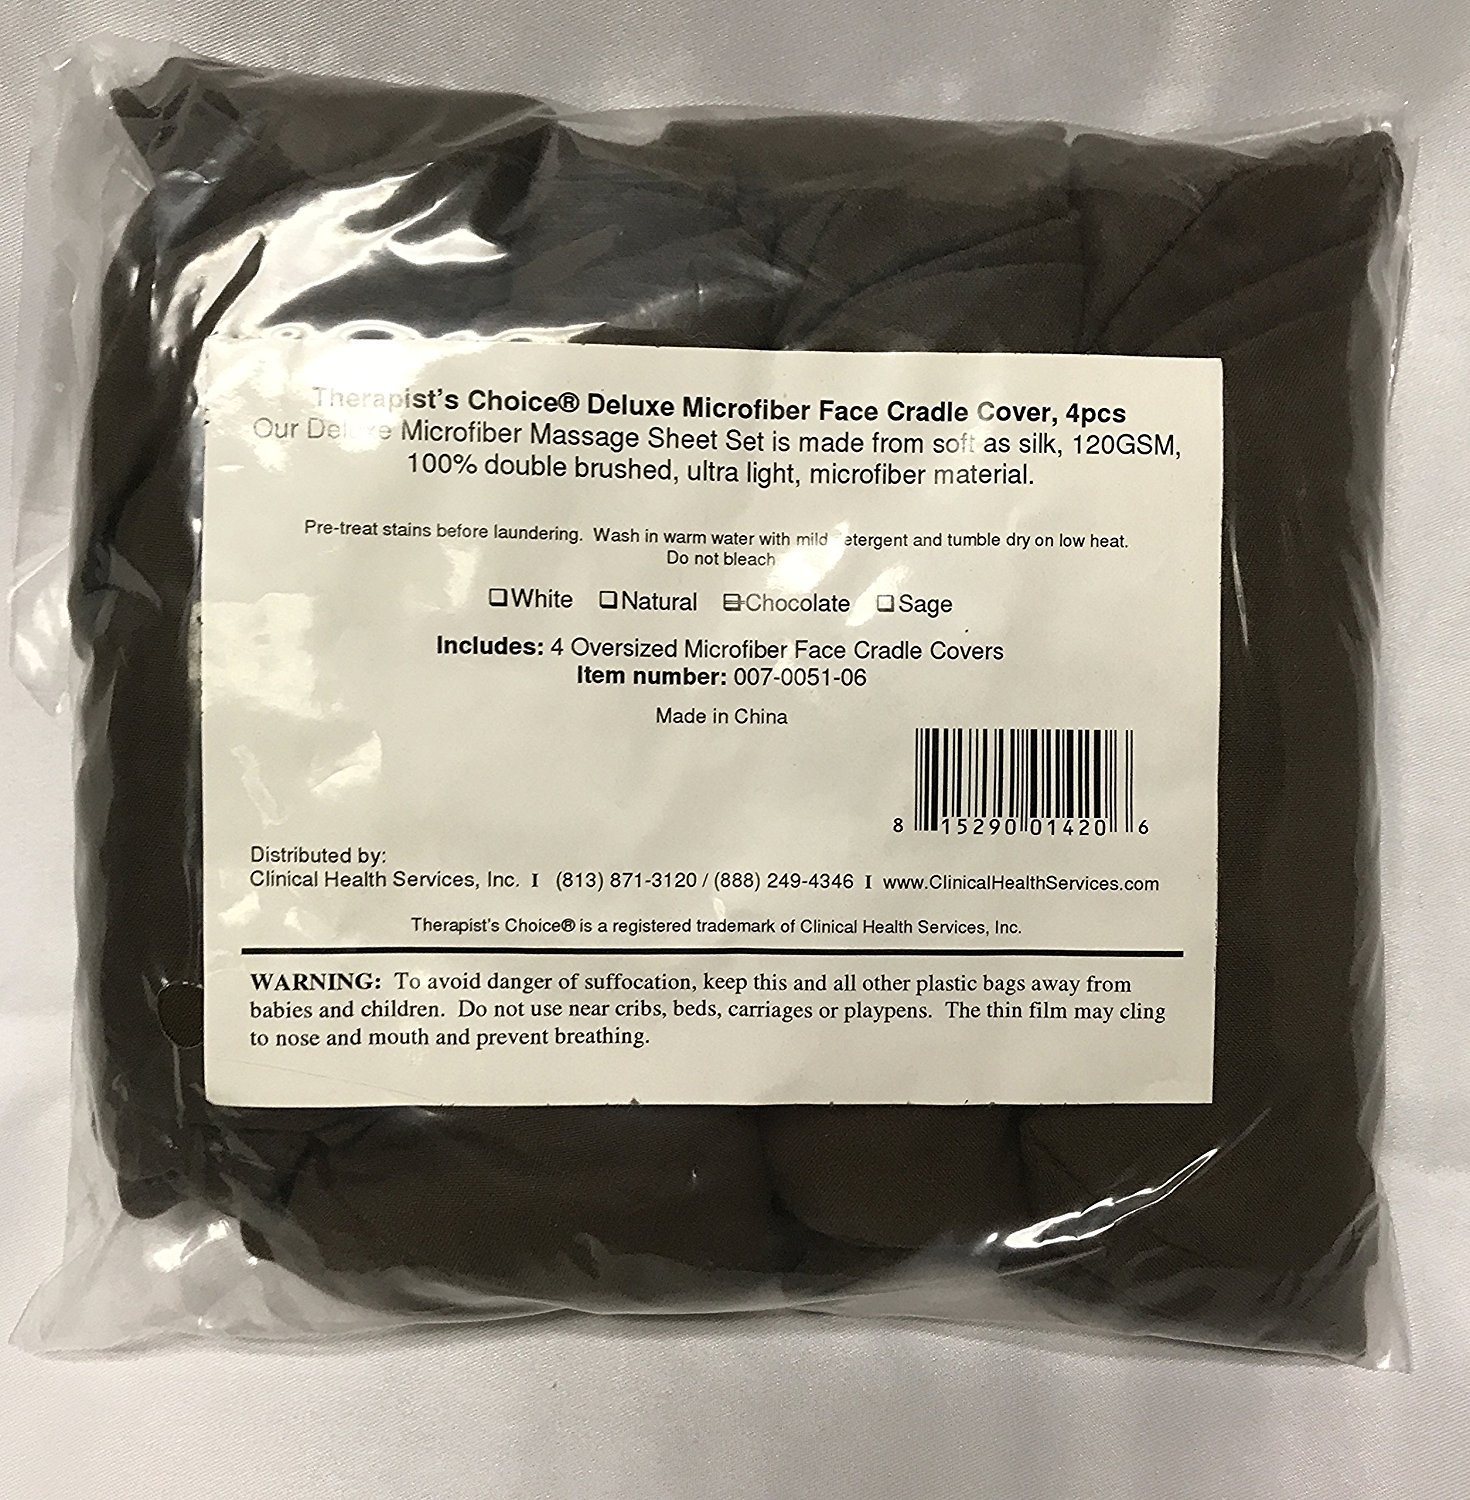 Therapist's Choice® Deluxe Microfiber Face Cradle Cover, 4pcs
Our Deluxe Microfiber Massage Sheet Set is made from soft as silk, 120GSM,
100% double brushed, ultra light, microfiber material.
Pre-treat stains before laundering. Wash in warm water with mild detergent and tumble dry on low heat.
Do not bleach
☐White ☐Natural ☐Chocolate ☐Sage
Includes: 4 Oversized Microfiber Face Cradle Covers
Item number: 007-0051-06
Made in China
8 15290 01420 6
Distributed by:
Clinical Health Services, Inc. I (813) 871-3120 / (888) 249-4346 I www.ClinicalHealthServices.com
Therapist's Choice® is a registered trademark of Clinical Health Services, Inc.
WARNING: To avoid danger of suffocation, keep this and all other plastic bags away from
babies and children. Do not use near cribs, beds, carriages or playpens. The thin film may cling
to nose and mouth and prevent breathing.